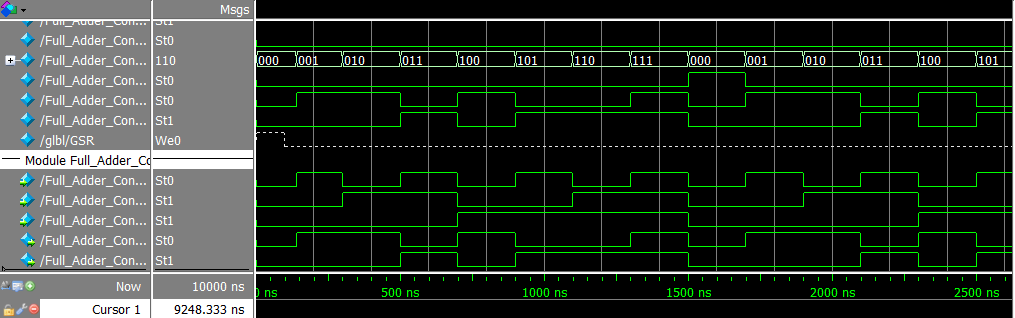 Msgs
/Full_Adder_Con... St1
/Full_Adder_Con... St0
/Full_Adder_Con... 110 000 001 010 011 100 101 110 111 000 001 010 011 100 101
/Full_Adder_Con... St0
/Full_Adder_Con... St0
/Full_Adder_Con... St1
/glbl/GSR We0
Module Full_Adder_Co
/Full_Adder_Con... St0
/Full_Adder_Con... St1
/Full_Adder_Con... St1
/Full_Adder_Con... St0
/Full_Adder_Con... St1
Now 10000 ns ns 500 ns 1000 ns 1500 ns 2000 ns 2500 ns
Cursor 1 9248.333 ns